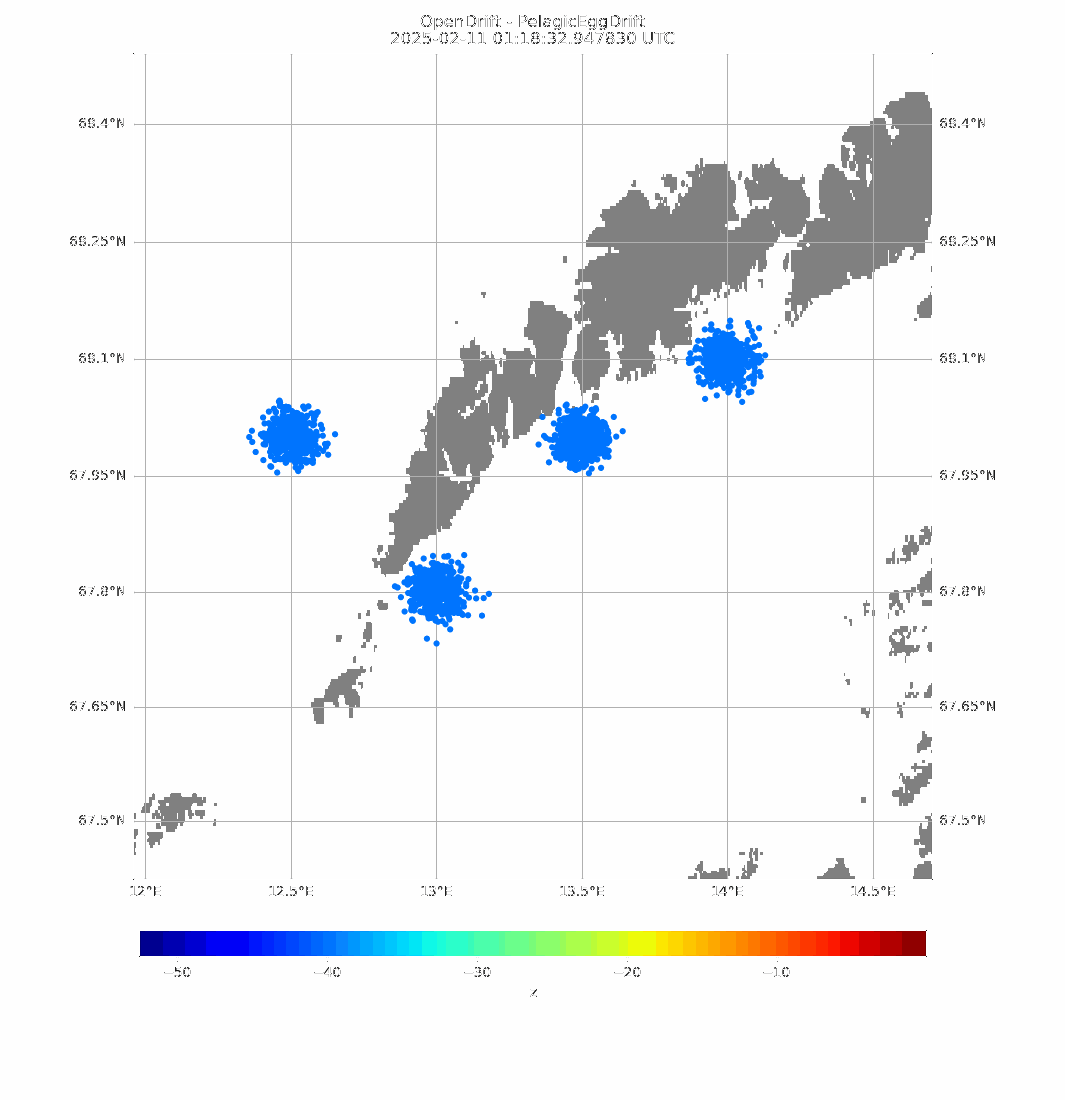 OpenDrift - PelagicEggDrift
2025-02-11 01:18:32.947830 UTC
68.4°N 68.4°N
68.25°N 68.25°N
68.1°N 68.1°N
67.95°N 67.95°N
67.8°N 67.8°N
67.65°N 67.65°N
67.5°N 67.5°N
12°E 12.5°E 13°E 13.5°E 14°E 14.5°E
−50 −40 −30 −20 −10
z